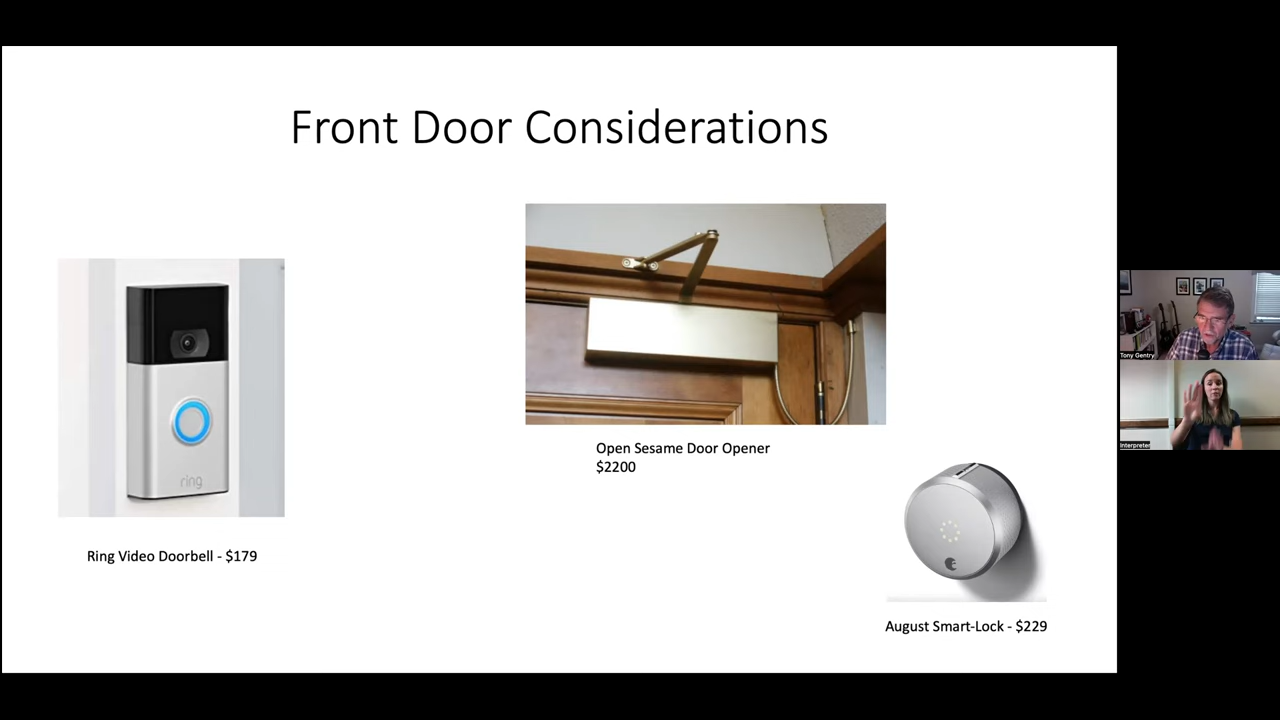 Front Door Considerations
ring
Ring Video Doorbell - $179
Open Sesame Door Opener
$2200
August Smart-Lock - $229
Tony Gentry
Interpreter